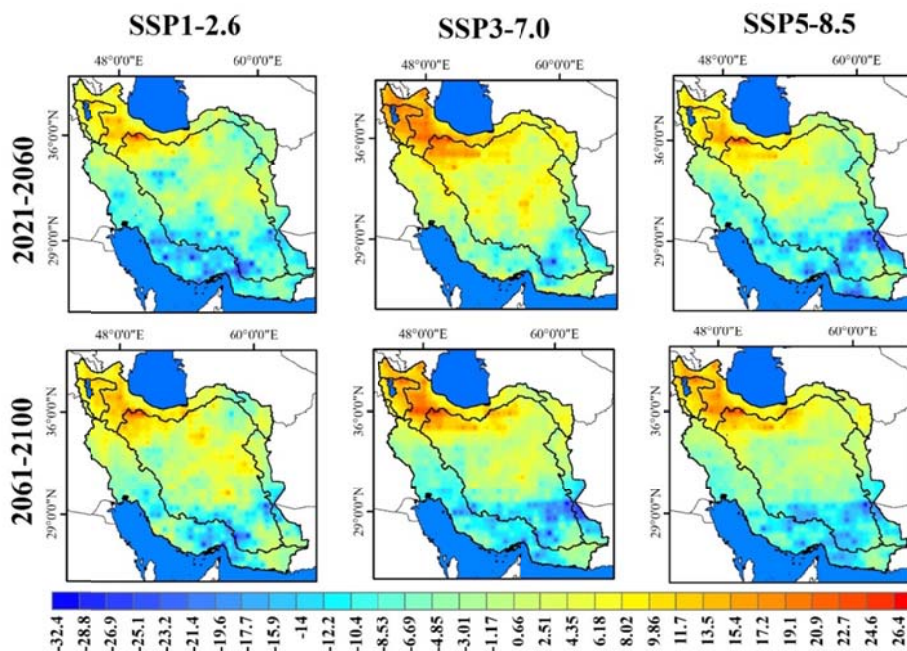 SSP1-2.6 SSP3-7.0 SSP5-8.5
48°0'0"E 60°0'0"E 48°0'0"E 60°0'0"E 48°0'0"E 60°0'0"E
2021-2060 36°0'0"N 29°0'0"N 36°0'0"N 29°0'0"N 36°0'0"N 29°0'0"N
48°0'0"E 60°0'0"E 48°0'0"E 60°0'0"E 48°0'0"E 60°0'0"E
2061-2100 36°0'0"N 29°0'0"N 36°0'0"N 29°0'0"N 36°0'0"N 29°0'0"N
-32.4 -28.8 -26.9 -25.1 -23.2 -21.4 -19.6 -17.7 -15.9 -14 -12.2 -10.4 -8.53 -6.69 -4.85 -3.01 -1.17 0.66 2.51 4.35 6.18 8.02 9.86 11.7 13.5 15.4 17.2 19.1 20.9 22.7 24.6 26.4